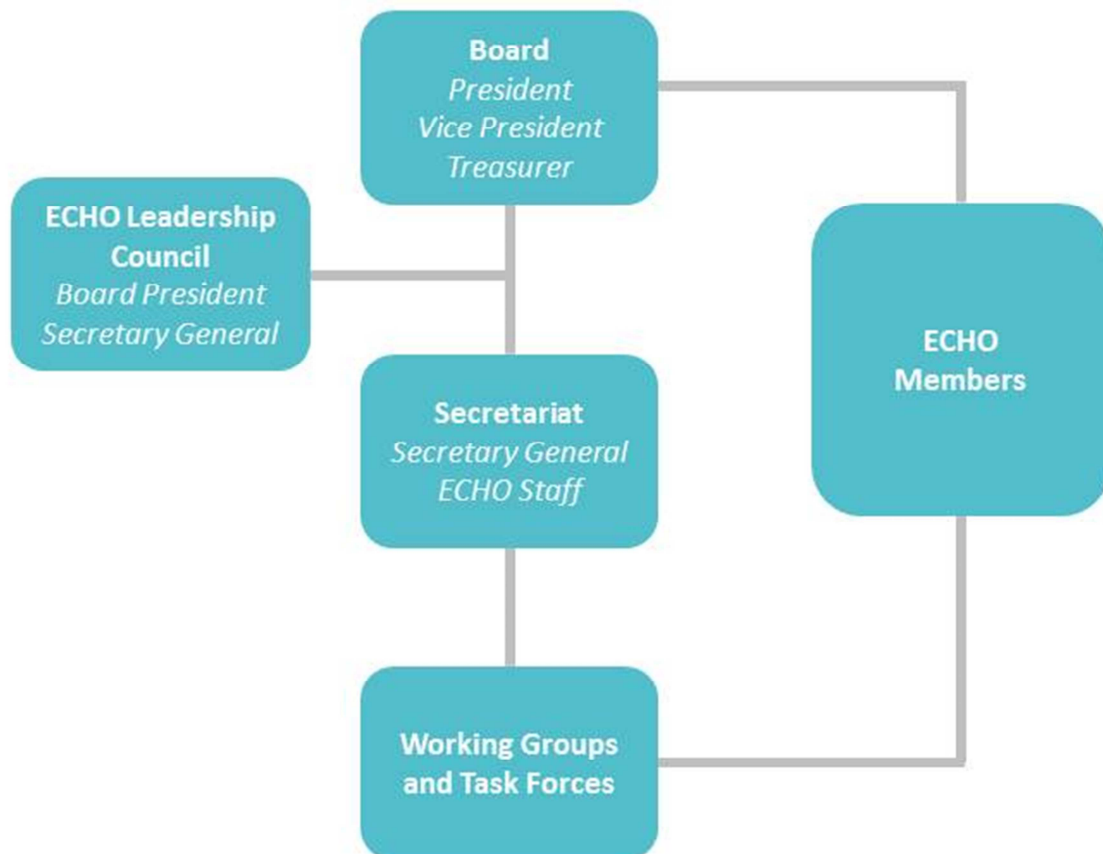 Board
President
Vice President
Treasurer
ECHO Leadership
Council
Board President
Secretary General
ECHO
Members
Secretariat
Secretary General
ECHO Staff
Working Groups
and Task Forces